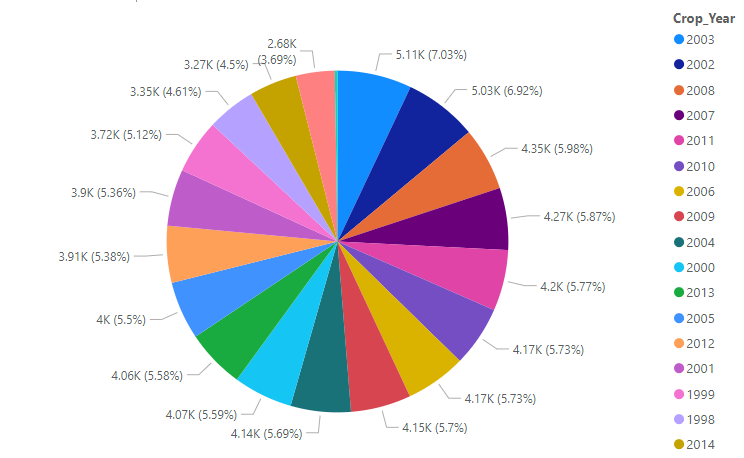 Crop_Year
2003
2002
2008
2007
2011
2010
2006
2009
2004
2000
2013
2005
2012
2001
1999
1998
2014
5.11K (7.03%)
5.03K (6.92%)
4.35K (5.98%)
4.27K (5.87%)
4.2K (5.77%)
4.17K (5.73%)
4.17K (5.73%)
4.15K (5.7%)
4.14K (5.69%)
4.07K (5.59%)
4.06K (5.58%)
4K (5.5%)
3.91K (5.38%)
3.9K (5.36%)
3.72K (5.12%)
3.35K (4.61%)
3.27K (4.5%)
2.68K
(3.69%)